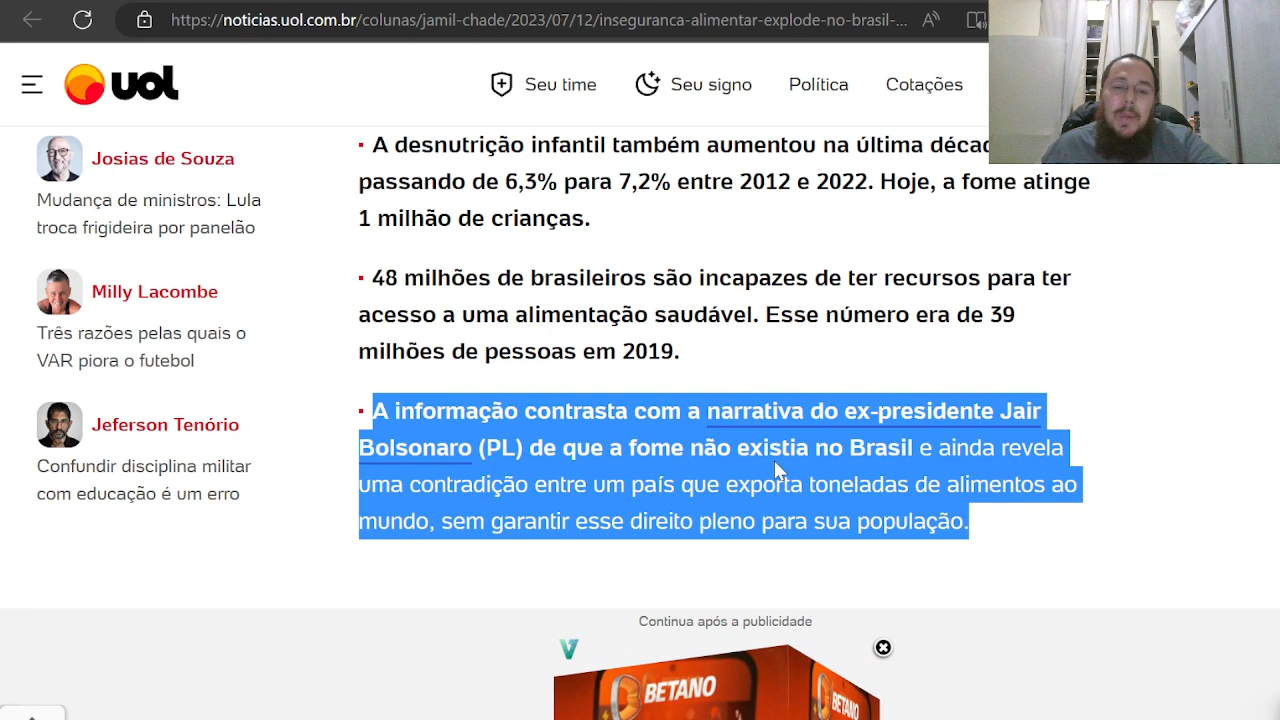 https://noticias.uol.com.br/colunas/jamil-chade/2023/07/12/inseguranca-alimentar-explode-no-brasil-...
UOL
Seu time
Seu signo
Política
Cotações
Josias de Souza
Mudança de ministros: Lula
troca frigideira por panelão
Milly Lacombe
Três razões pelas quais o
VAR piora o futebol
Jeferson Tenório
Confundir disciplina militar
com educação é um erro
A desnutrição infantil também aumentou na última décad
passando de 6,3% para 7,2% entre 2012 e 2022. Hoje, a fome atinge
1 milhão de crianças.
48 milhões de brasileiros são incapazes de ter recursos para ter
acesso a uma alimentação saudável. Esse número era de 39
milhões de pessoas em 2019.
A informação contrasta com a narrativa do ex-presidente Jair
Bolsonaro (PL) de que a fome não existia no Brasil e ainda revela
uma contradição entre um país que exporta toneladas de alimentos ao
mundo, sem garantir esse direito pleno para sua população.
Continua após a publicidade
BETANO
BETANO